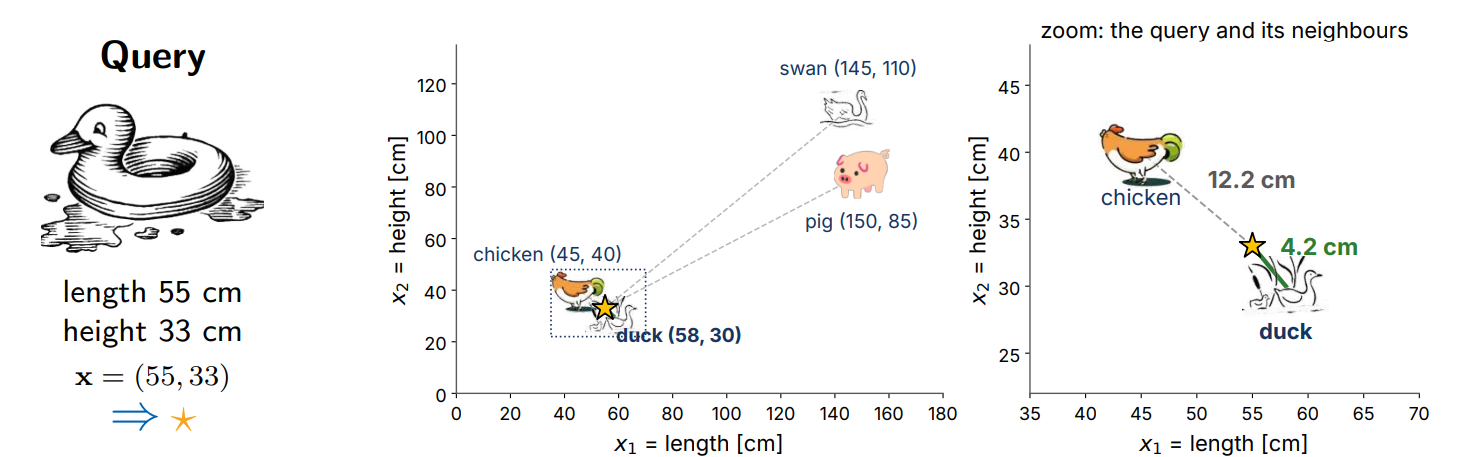 Query
length 55 cm
height 33 cm
x = (55, 33)
⇒ ★
x₂ = height [cm]
120
100
80
60
40
20
0
0 20 40 60 80 100 120 140 160 180
x₁ = length [cm]
swan (145, 110)
pig (150, 85)
chicken (45, 40)
duck (58, 30)
zoom: the query and its neighbours
x₂ = height [cm]
45
40
35
30
25
35 40 45 50 55 60 65 70
x₁ = length [cm]
chicken
12.2 cm
4.2 cm
duck